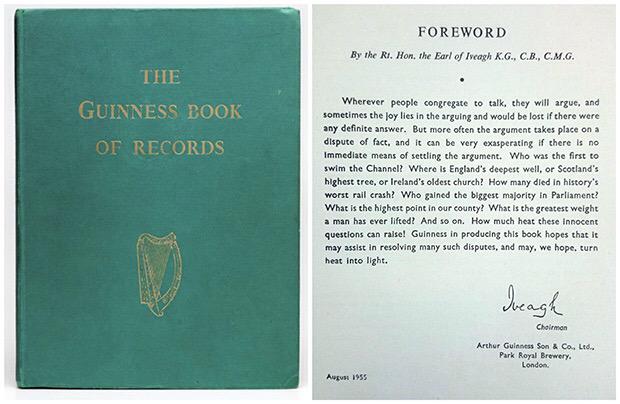 THE
GUINNESS BOOK
OF RECORDS
FOREWORD
By the Rt. Hon. the Earl of Iveagh K.G., C.B., C.M.G.
Wherever people congregate to talk, they will argue, and
sometimes the joy lies in the arguing and would be lost if there were
any definite answer. But more often the argument takes place on a
dispute of fact, and it can be very exasperating if there is no
immediate means of settling the argument. Who was the first to
swim the Channel? Where is England's deepest well, or Scotland's
highest tree, or Ireland's oldest church? How many died in history's
worst rail crash? Who gained the biggest majority in Parliament?
What is the highest point in our county? What is the greatest weight
a man has ever lifted? And so on. How much heat these innocent
questions can raise! Guinness in producing this book hopes that it
may assist in resolving many such disputes, and may, we hope, turn
heat into light.
Iveagh
Chairman
Arthur Guinness Son & Co., Ltd.,
Park Royal Brewery,
London.
August 1955